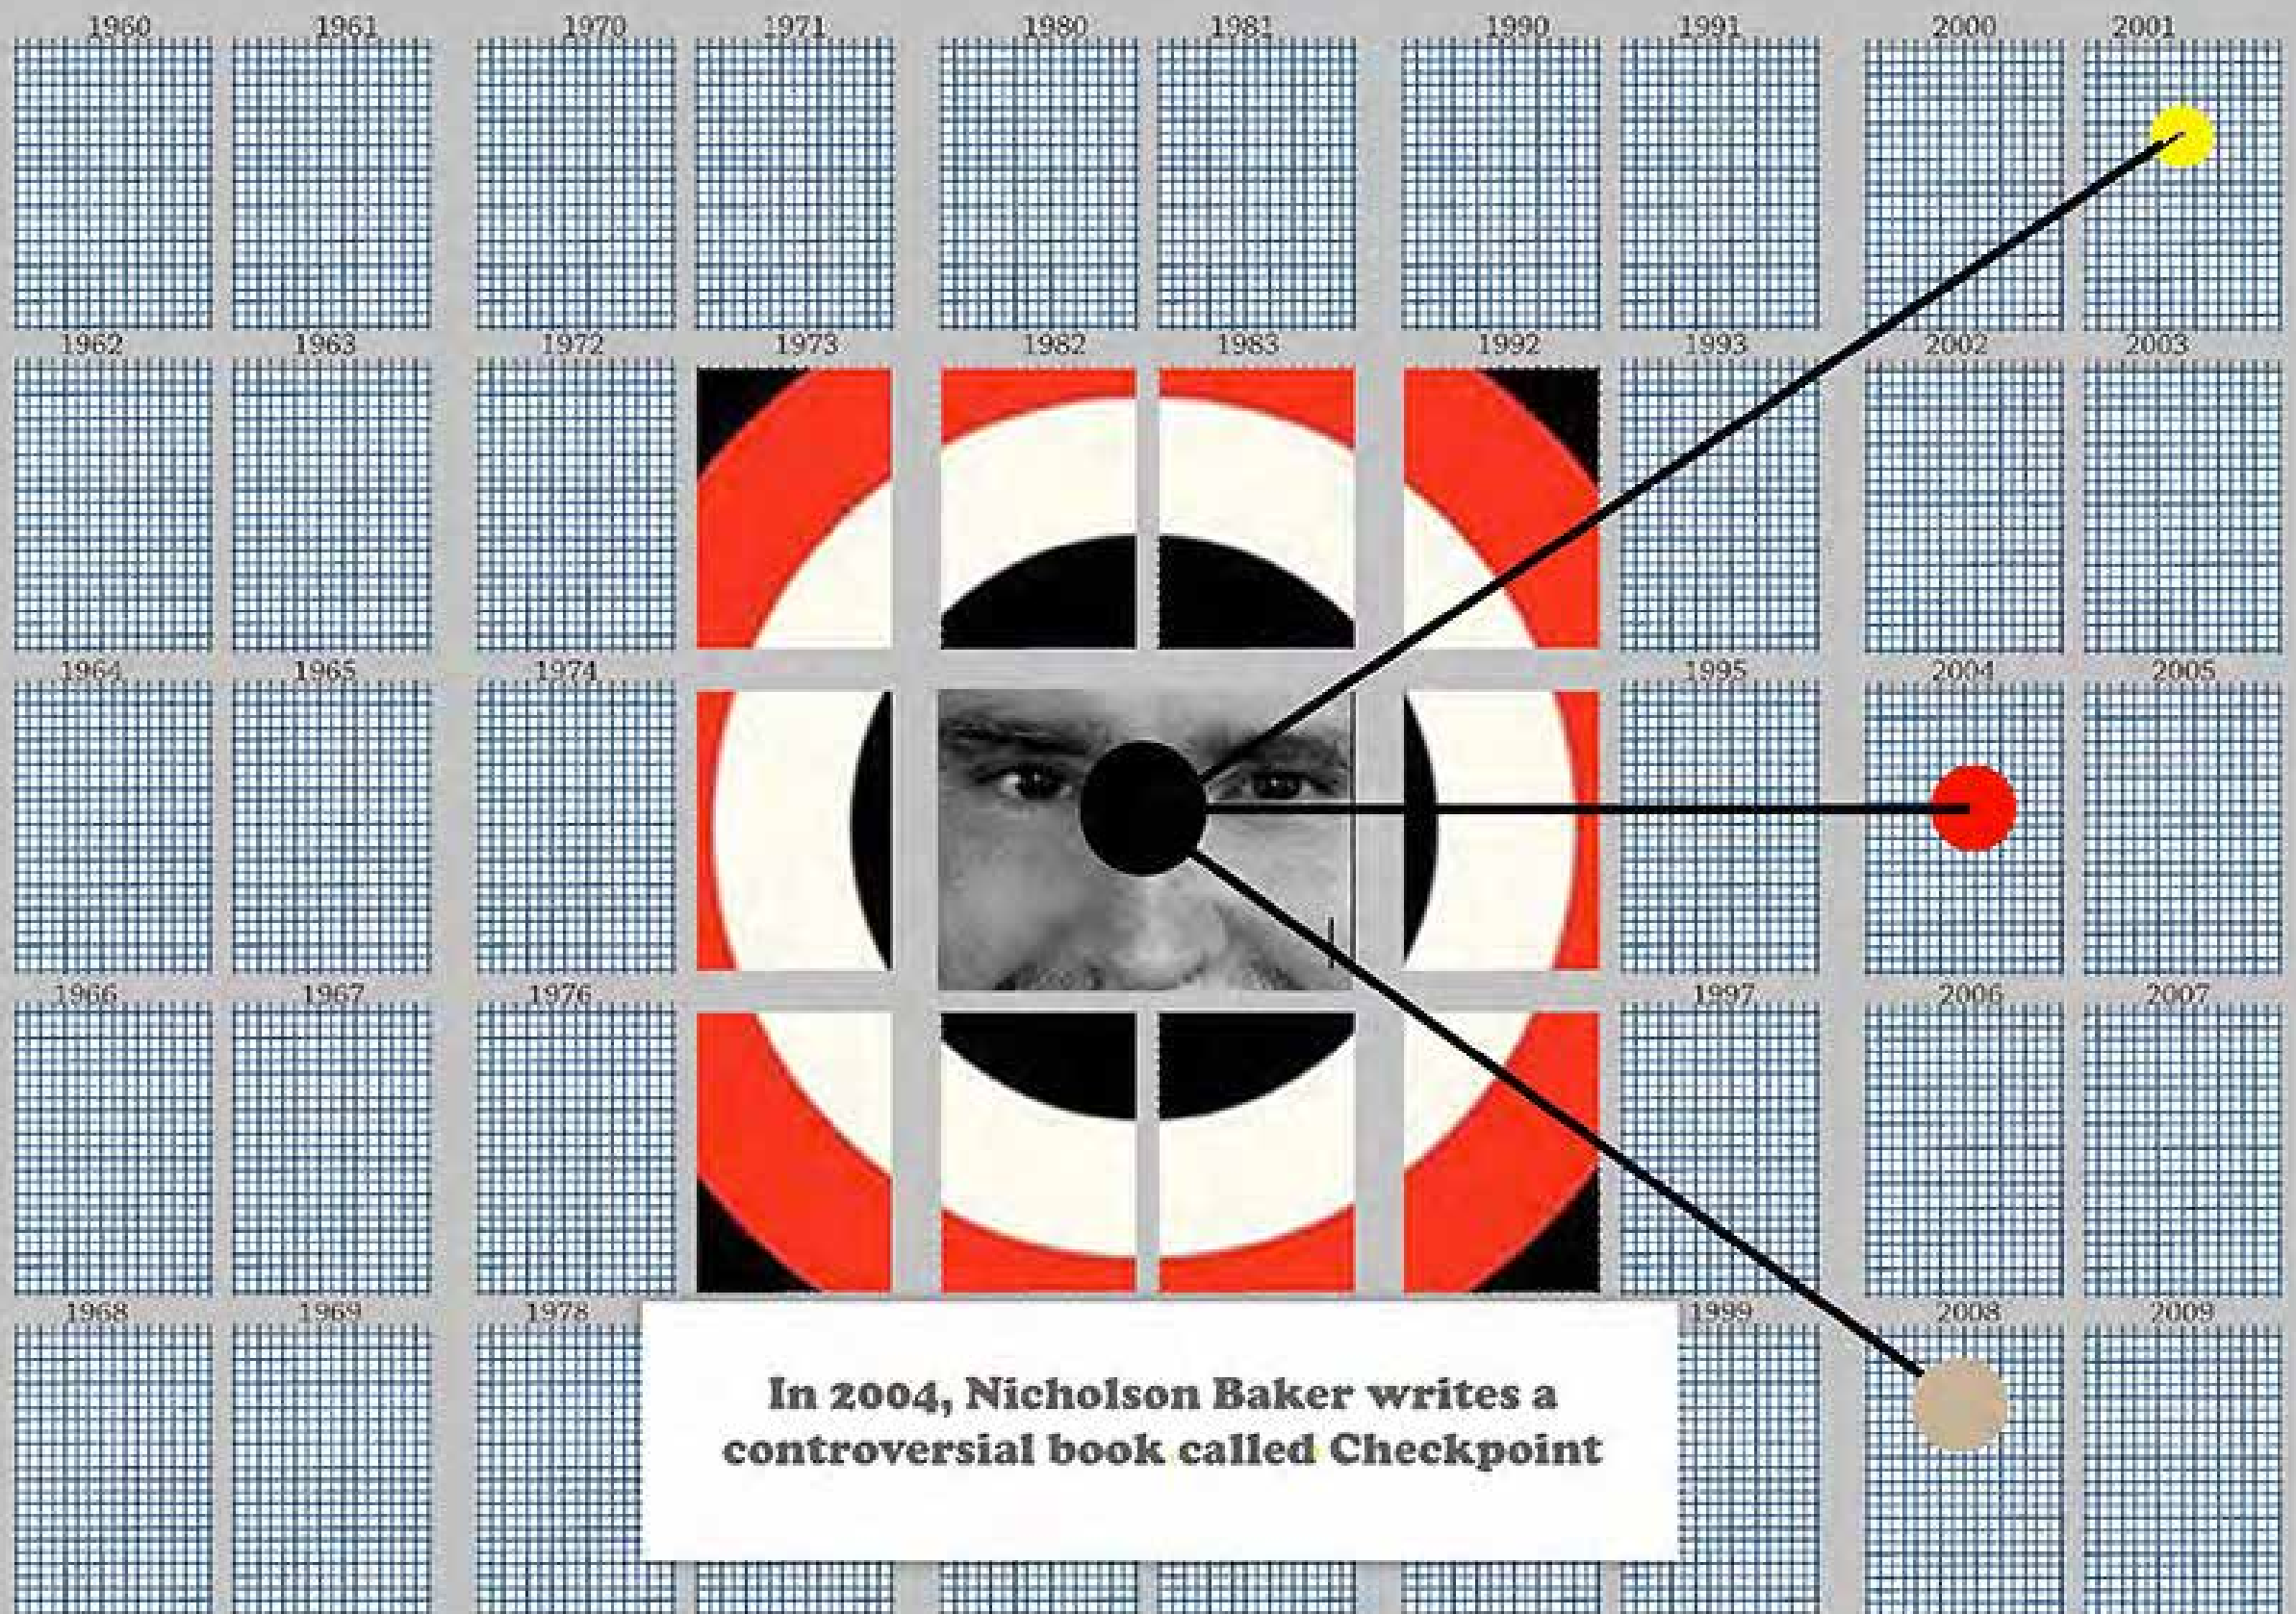 1960 1961 1970 1971 1980 1981 1990 1991 2000 2001
1962 1963 1972 1973 1982 1983 1992 1993 2002 2003
1964 1965 1974 1995 2004 2005
1966 1967 1976 1997 2006 2007
1968 1969 1978 1999 2008 2009
In 2004, Nicholson Baker writes a
controversial book called Checkpoint